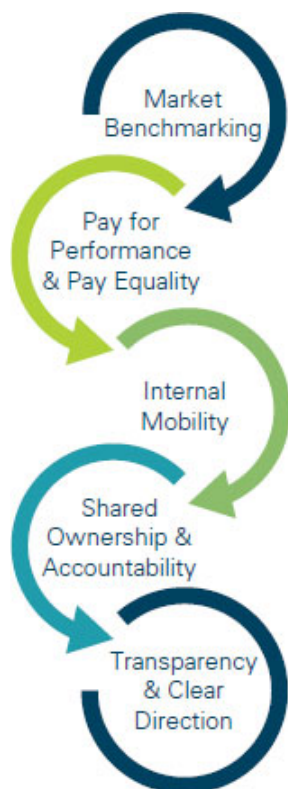 Market
Benchmarking
Pay for
Performance
& Pay Equality
Internal
Mobility
Shared
Ownership &
Accountability
Transparency
& Clear
Direction